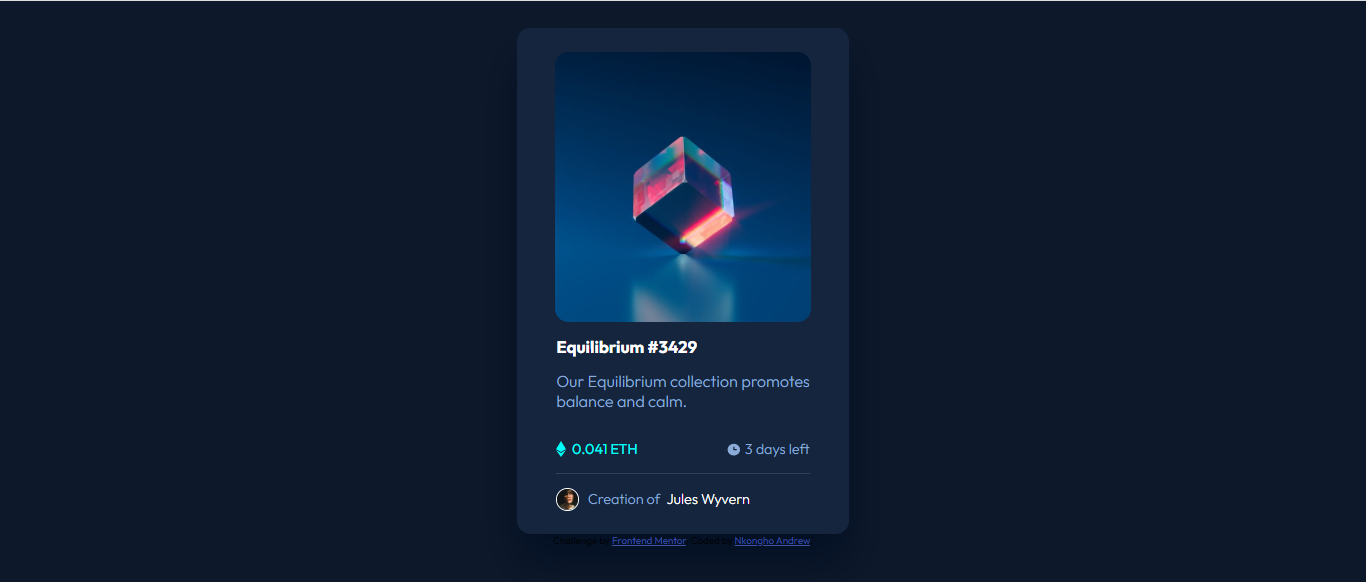 Equilibrium #3429
Our Equilibrium collection promotes
balance and calm.
0.041 ETH
3 days left
Creation of Jules Wyvern
Challenge by Frontend Mentor. Coded by Nkongho Andrew